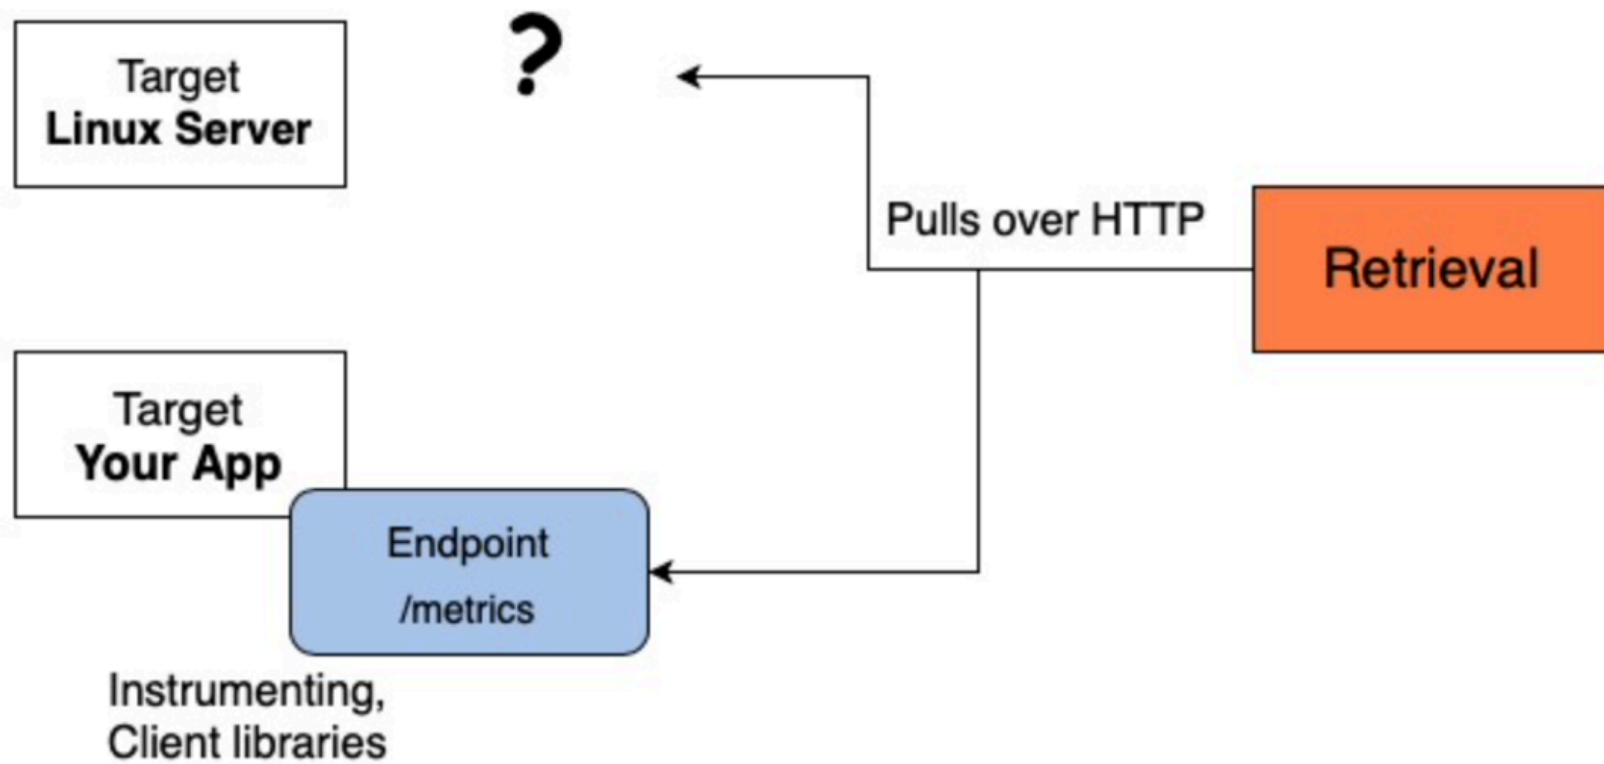 Target
Linux Server
?
Pulls over HTTP
Retrieval
Target
Your App
Endpoint
/metrics
Instrumenting,
Client libraries